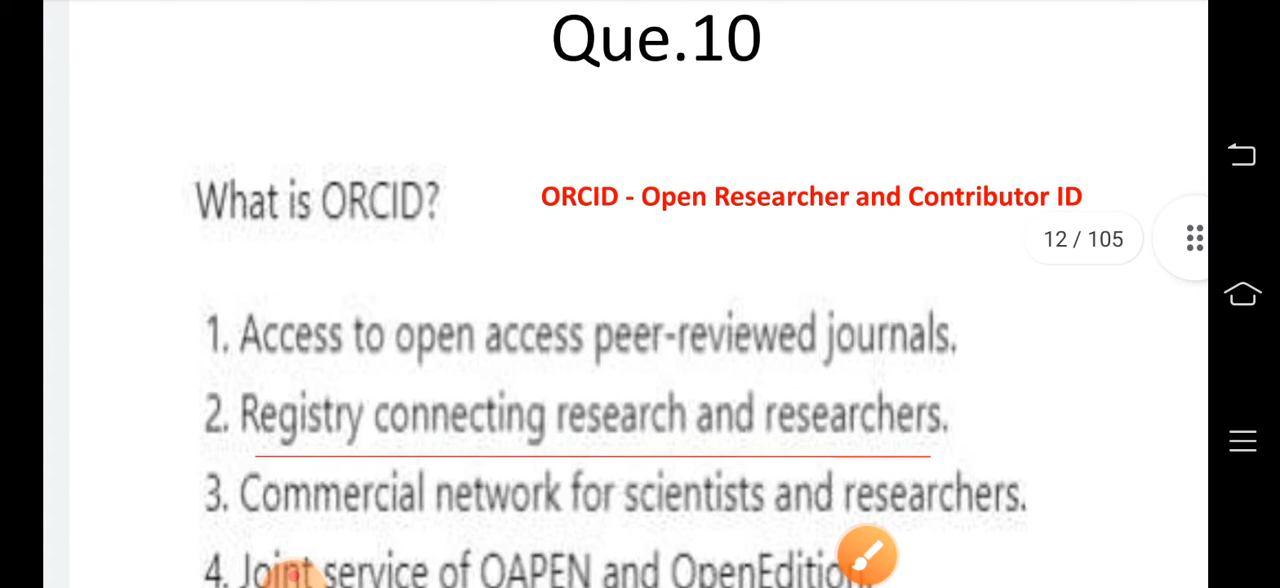 Que.10
What is ORCID?
ORCID - Open Researcher and Contributor ID
12 / 105
1. Access to open access peer-reviewed journals.
2. Registry connecting research and researchers.
3. Commercial network for scientists and researchers.
4. Joint service of OAPEN and OpenEdition